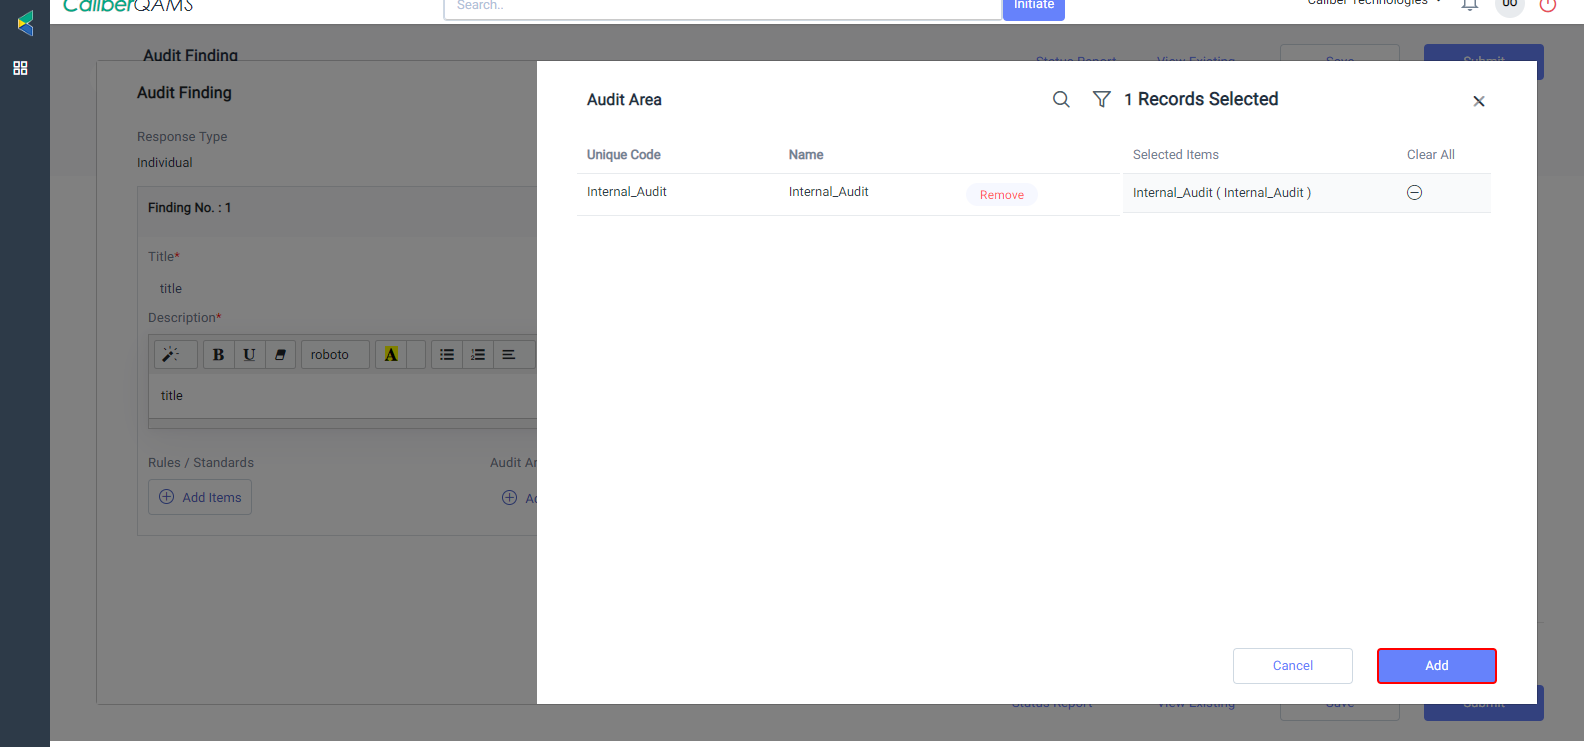 CaliberQAMS
Search..
Initiate
Caliber Technologies
00
Audit Finding
Status Report
View Existing
Save
Submit
Audit Finding
Response Type
Individual
Finding No. : 1
Title*
title
Description*
B U roboto A
title
Rules / Standards
Audit Ar
Add Items
Ad
Audit Area
1 Records Selected
Unique Code Name Selected Items Clear All
Internal_Audit Internal_Audit Remove Internal_Audit ( Internal_Audit )
Cancel Add
Status Report View Existing Save Submit